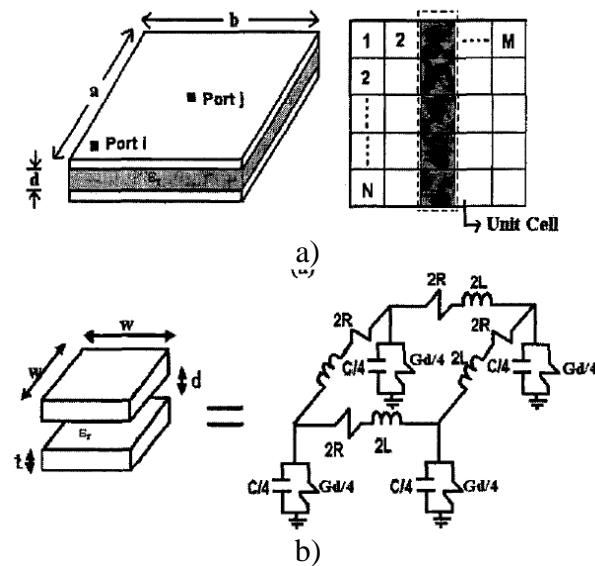 b
a
Port j
Port i
d
εr
1 2 ..... M
2
N
Unit Cell
a)
(a)
2R 2L
2R
2R
2L
C/4 Gd/4
C/4 Gd/4
2R 2L
C/4 Gd/4
C/4 Gd/4
w
w
d
εr
t
=
b)